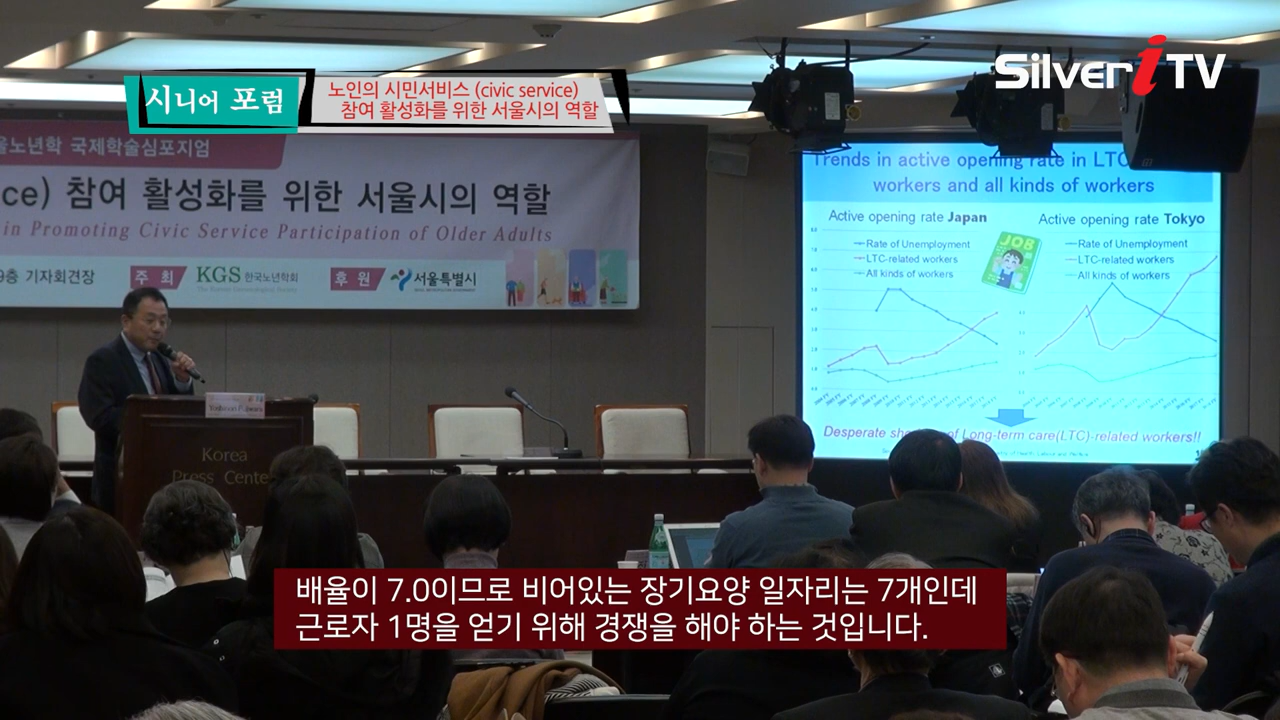 Silver i TV
시니어 포럼
노인의 시민서비스 (civic service)
참여 활성화를 위한 서울시의 역할
노년학 국제학술심포지엄
ce) 참여 활성화를 위한 서울시의 역할
in Promoting Civic Service Participation of Older Adults
9층 기자회견장
주 최
KGS 한국노년학회
후 원
서울특별시
Korea
Press Cente
Trends in active opening rate in LTC
workers and all kinds of workers
Active opening rate Japan
Rate of Unemployment
LTC-related workers
All kinds of workers
JOB
Active opening rate Tokyo
Rate of Unemployment
LTC-related workers
All kinds of workers
Desperate sh of Long-term care(LTC)-related workers!!
배율이 7.0이므로 비어있는 장기요양 일자리는 7개인데
근로자 1명을 얻기 위해 경쟁을 해야 하는 것입니다.